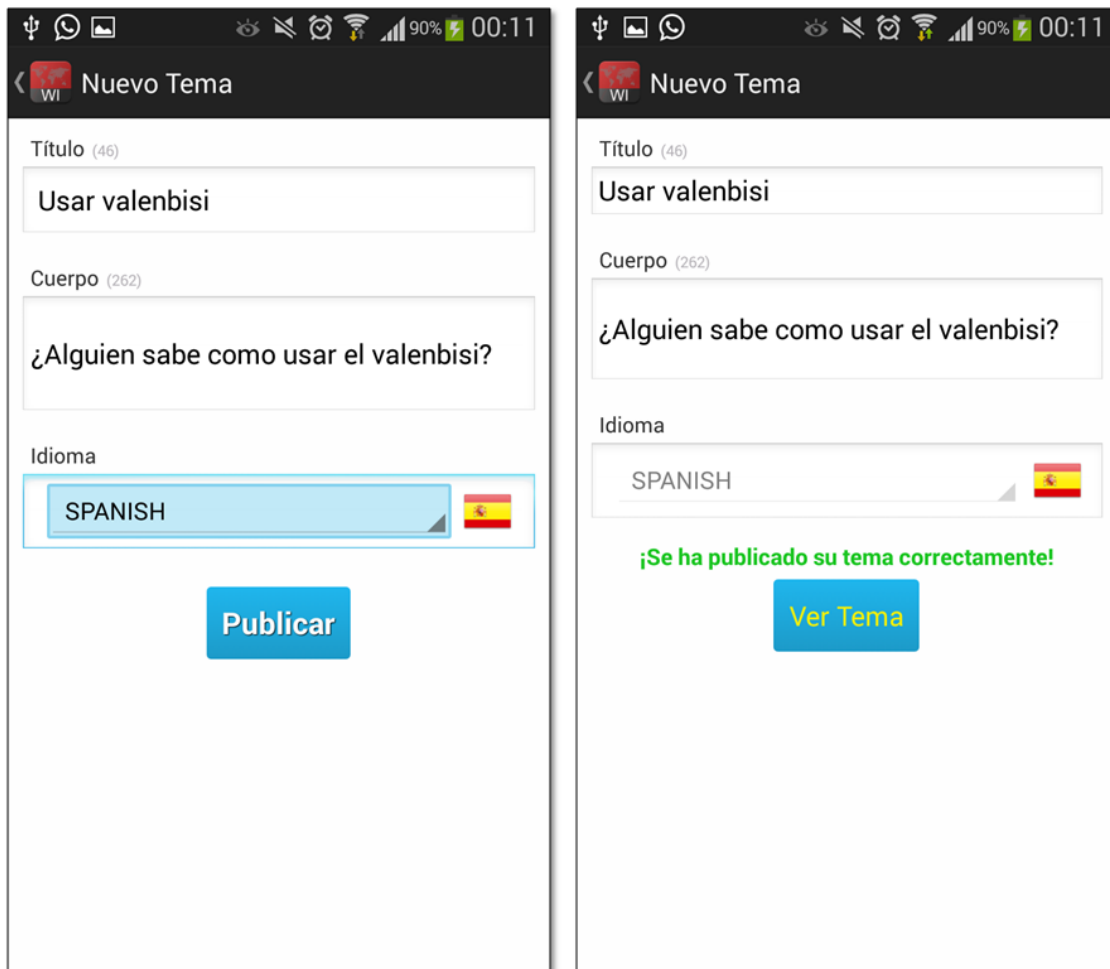 90% 00:11
WI Nuevo Tema
Título (46)
Usar valenbisi
Cuerpo (262)
¿Alguien sabe como usar el valenbisi?
Idioma
SPANISH
Publicar
90% 00:11
WI Nuevo Tema
Título (46)
Usar valenbisi
Cuerpo (262)
¿Alguien sabe como usar el valenbisi?
Idioma
SPANISH
¡Se ha publicado su tema correctamente!
Ver Tema